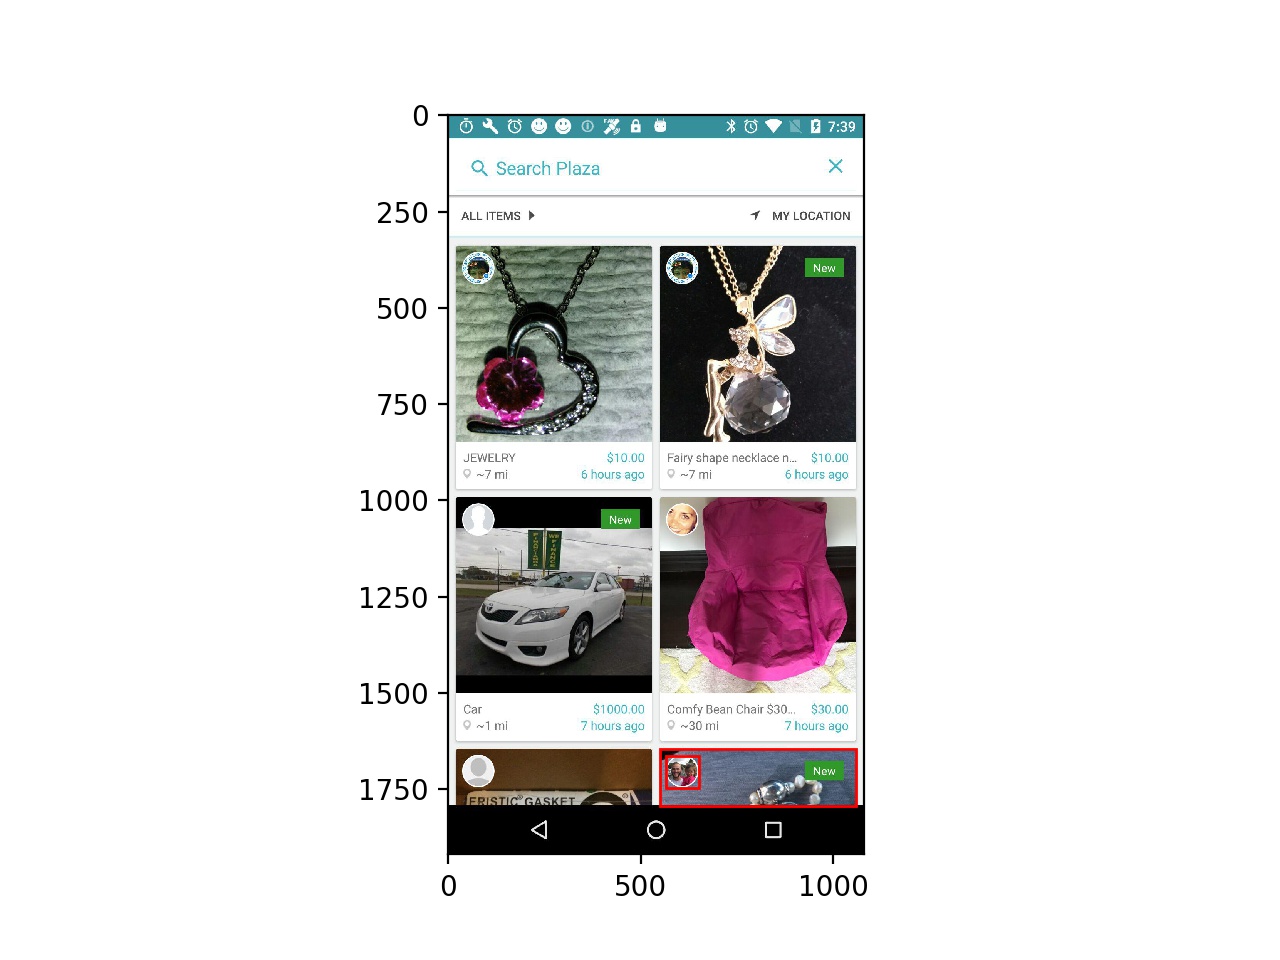 0
250
500
750
1000
1250
1500
1750
7:39
Search Plaza
ALL ITEMS
MY LOCATION
New
JEWELRY
$10.00
~7 mi
6 hours ago
Fairy shape necklace n...
$10.00
~7 mi
6 hours ago
New
FINANCING
WE FINANCE
Car
$1000.00
~1 mi
7 hours ago
Comfy Bean Chair $30...
$30.00
~30 mi
7 hours ago
New
ERISTIC GASKET
0
500
1000